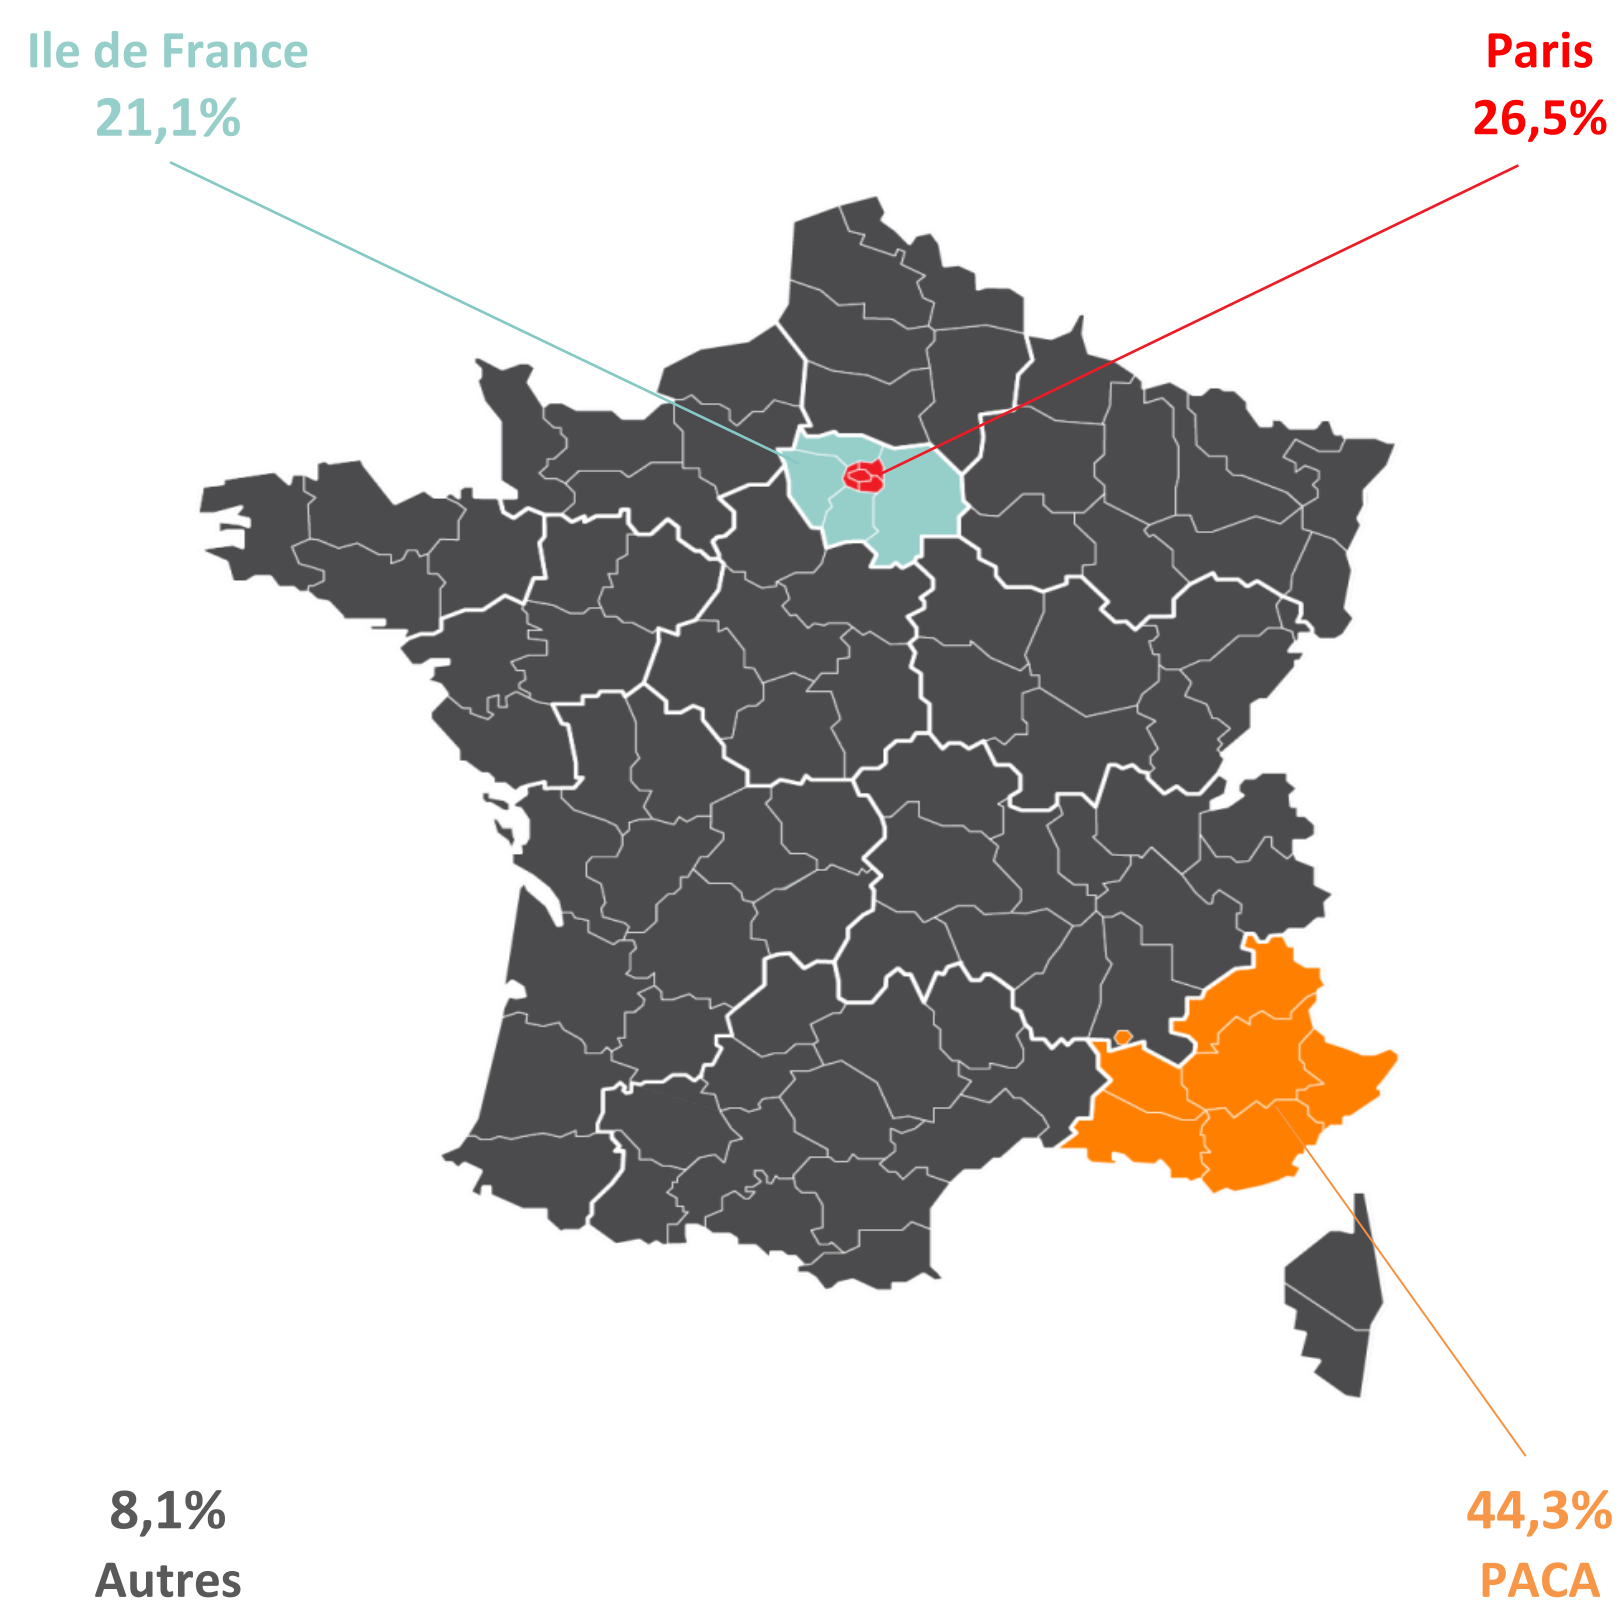 Ile de France
21,1%
Paris
26,5%
8,1%
Autres
44,3%
PACA